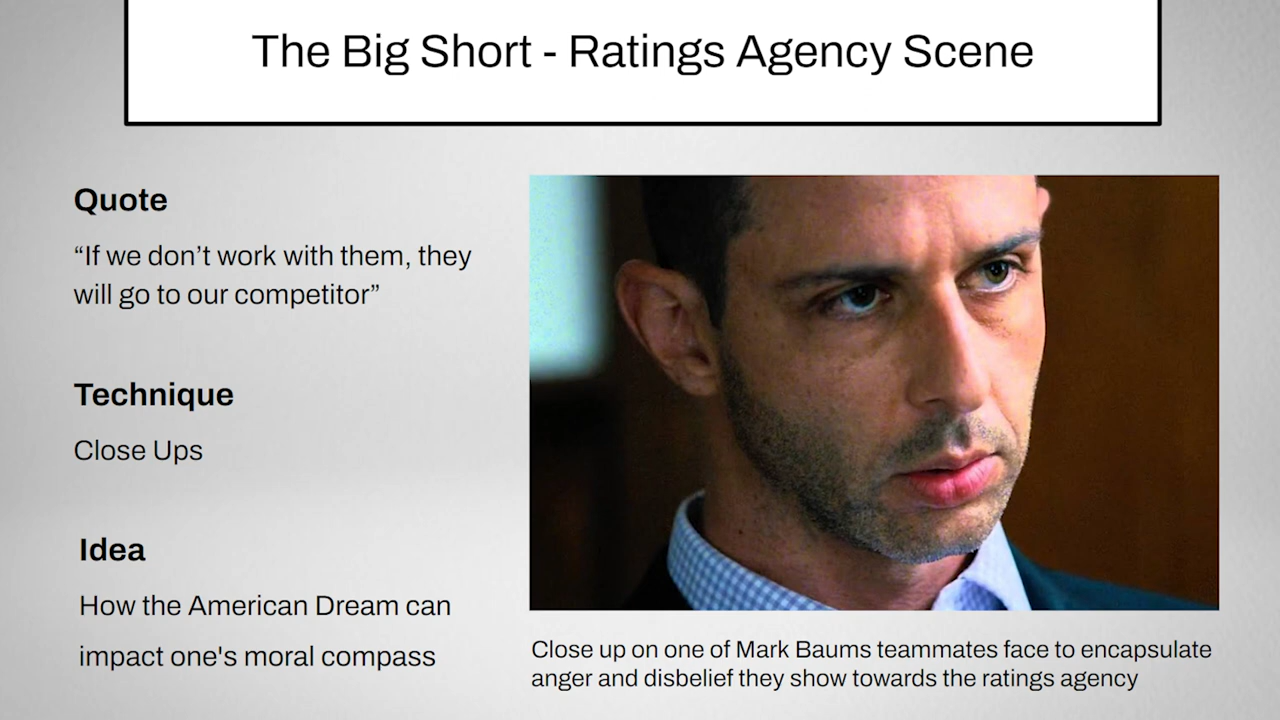 The Big Short - Ratings Agency Scene
Quote
“If we don’t work with them, they
will go to our competitor”
Technique
Close Ups
Idea
How the American Dream can
impact one's moral compass
Close up on one of Mark Baums teammates face to encapsulate
anger and disbelief they show towards the ratings agency